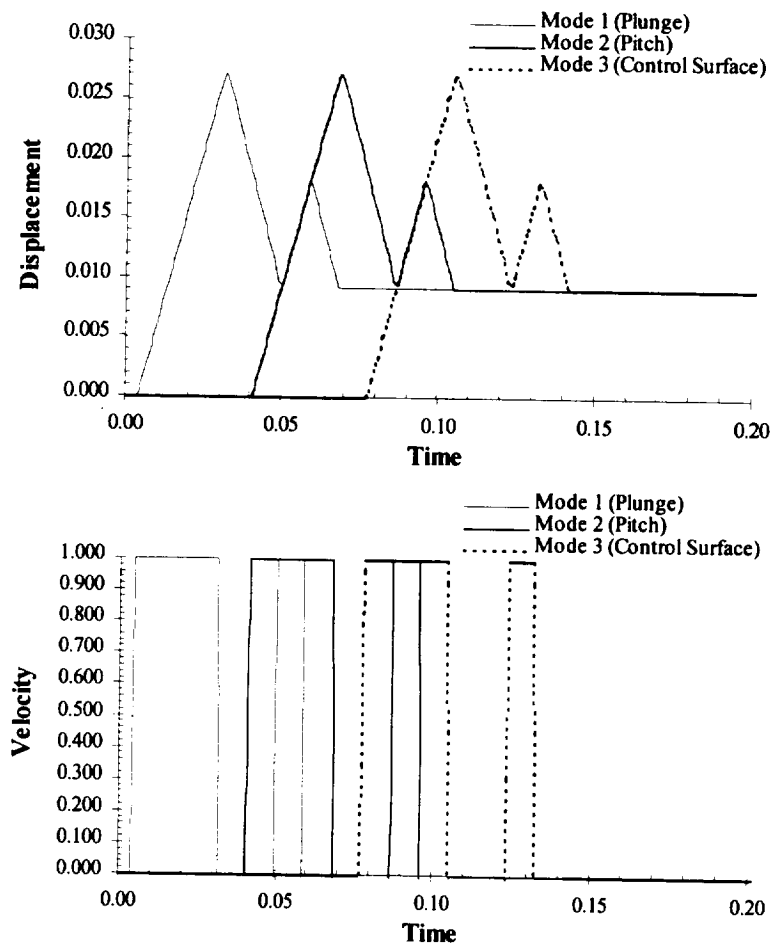 Mode 1 (Plunge)
Mode 2 (Pitch)
Mode 3 (Control Surface)
Displacement
0.030
0.025
0.020
0.015
0.010
0.005
0.000
0.00 0.05 0.10 0.15 0.20
Time
Mode 1 (Plunge)
Mode 2 (Pitch)
Mode 3 (Control Surface)
Velocity
1.000
0.900
0.800
0.700
0.600
0.500
0.400
0.300
0.200
0.100
0.000
0.00 0.05 0.10 0.15 0.20
Time